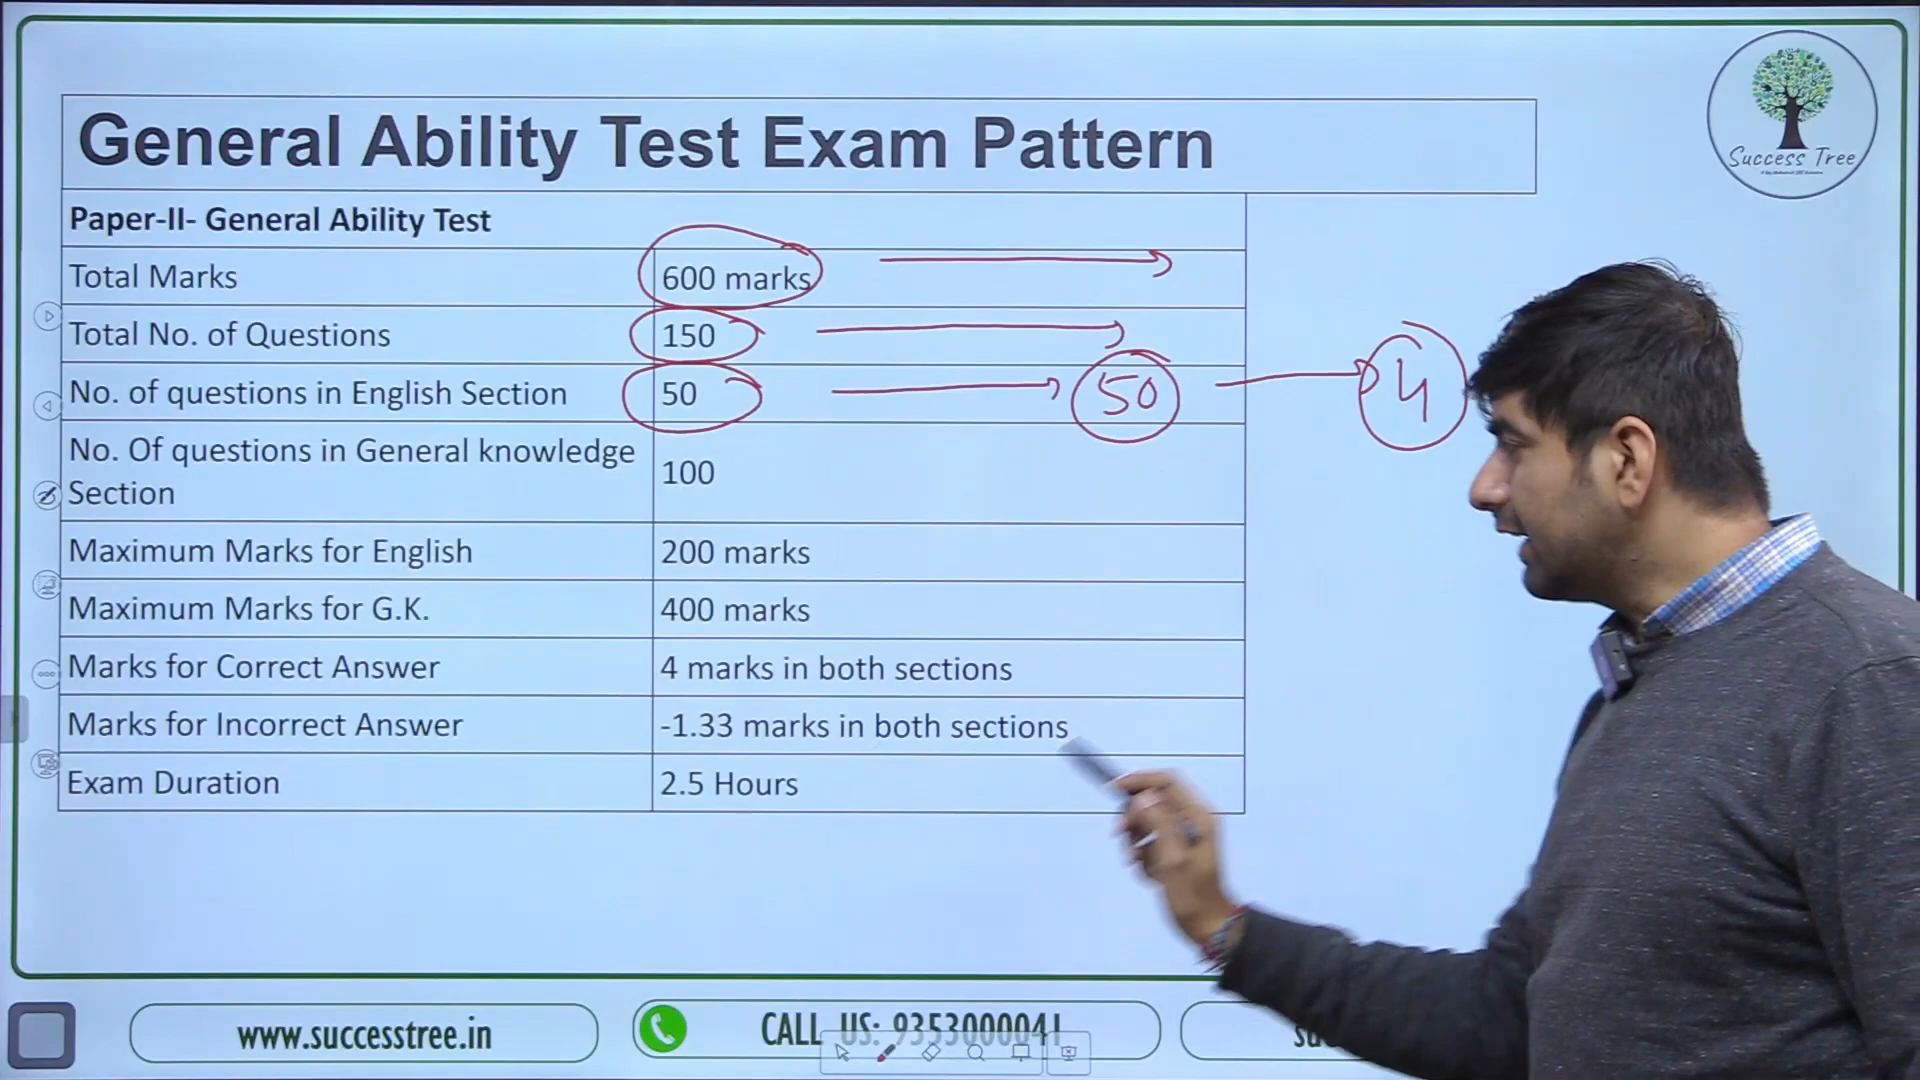 General Ability Test Exam Pattern
Success Tree
Paper-II- General Ability Test
Total Marks 600 marks
Total No. of Questions 150
No. of questions in English Section 50 50 4
No. Of questions in General knowledge
Section 100
Maximum Marks for English 200 marks
Maximum Marks for G.K. 400 marks
Marks for Correct Answer 4 marks in both sections
Marks for Incorrect Answer -1.33 marks in both sections
Exam Duration 2.5 Hours
www.successtree.in
CALL US: 9353000041